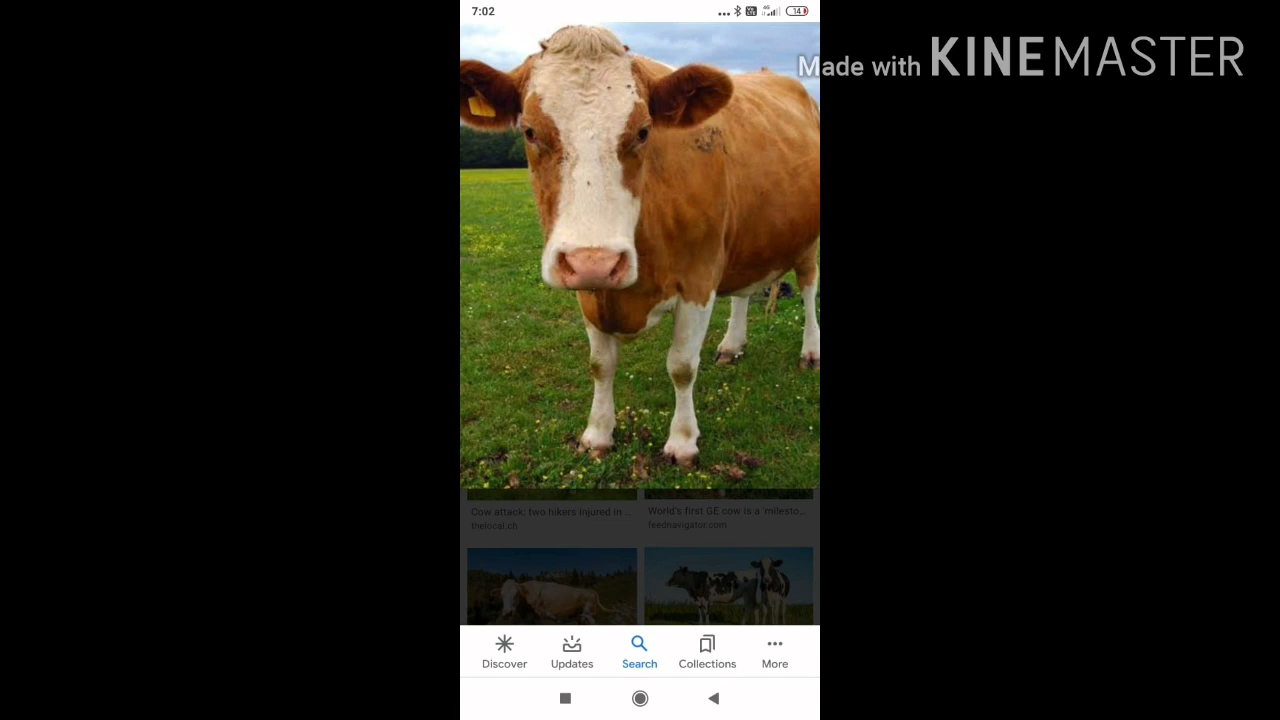 7:02
14
Made with KINEMASTER
Cow attack: two hikers injured in ...
World's first GE cow is a 'milesto...
thelocal.ch
feednavigator.com
Discover
Updates
Search
Collections
More